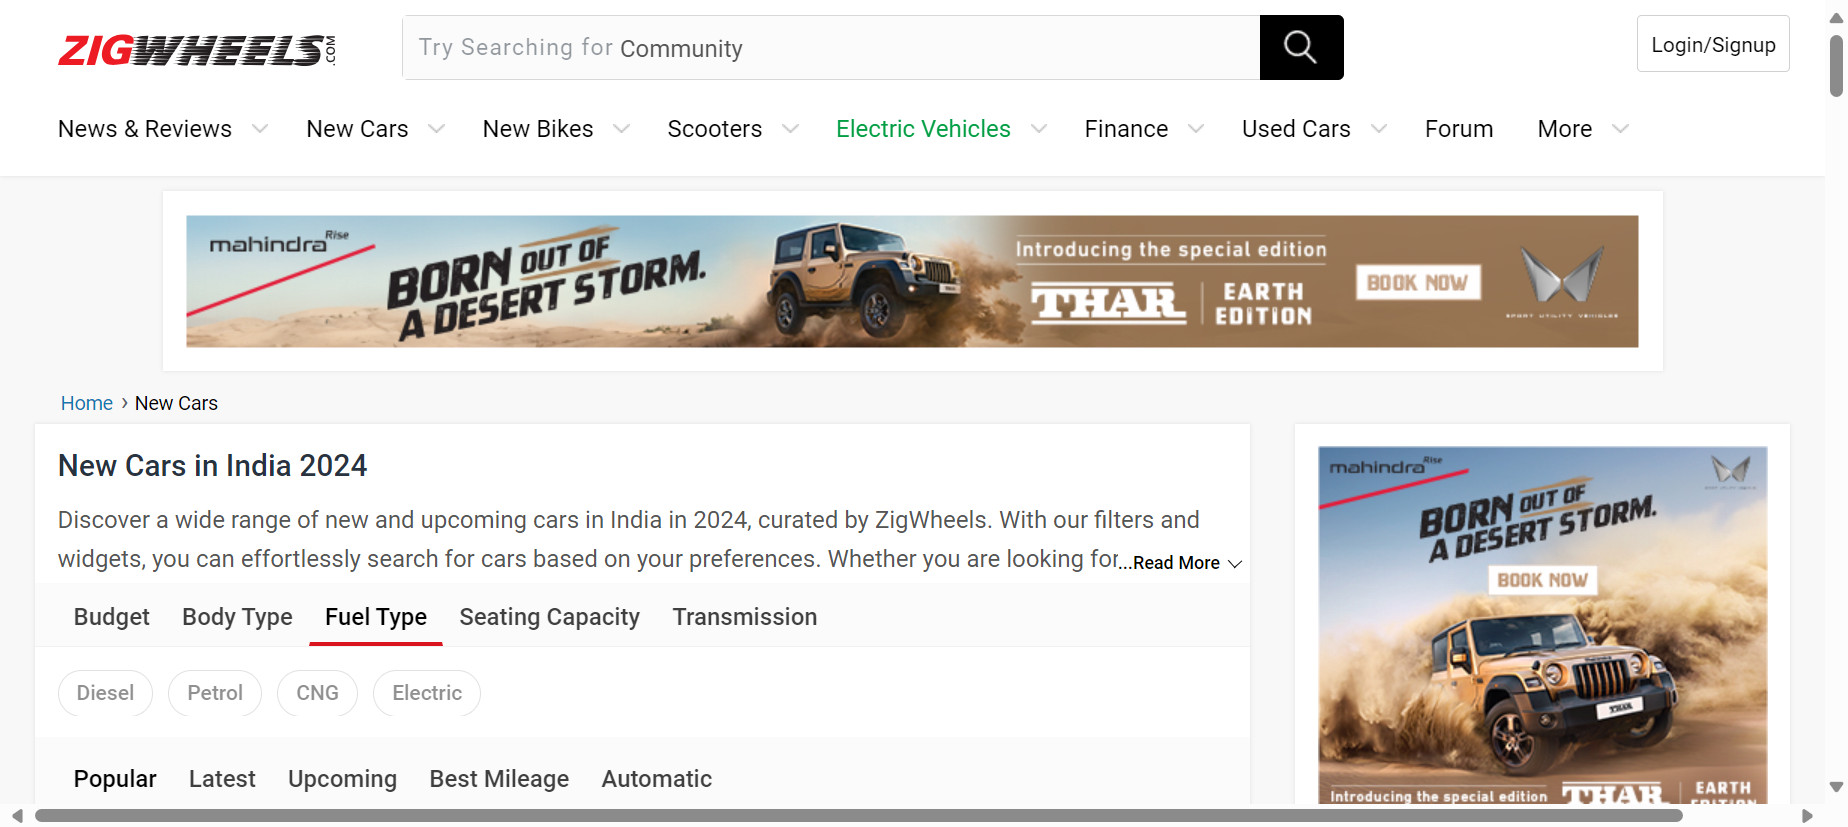 ZIGWHEELS.COM
Try Searching for Community
Login/Signup
News & Reviews New Cars New Bikes Scooters Electric Vehicles Finance Used Cars Forum More
mahindra Rise
BORN OUT OF
A DESERT STORM.
Introducing the special edition
THAR EARTH EDITION
BOOK NOW
SPORT UTILITY VEHICLES
Home › New Cars
New Cars in India 2024
Discover a wide range of new and upcoming cars in India in 2024, curated by ZigWheels. With our filters and
widgets, you can effortlessly search for cars based on your preferences. Whether you are looking for...Read More
Budget Body Type Fuel Type Seating Capacity Transmission
Diesel Petrol CNG Electric
Popular Latest Upcoming Best Mileage Automatic
mahindra Rise
BORN OUT OF
A DESERT STORM.
BOOK NOW
THAR
Introducing the special edition THAR EARTH
EDITION